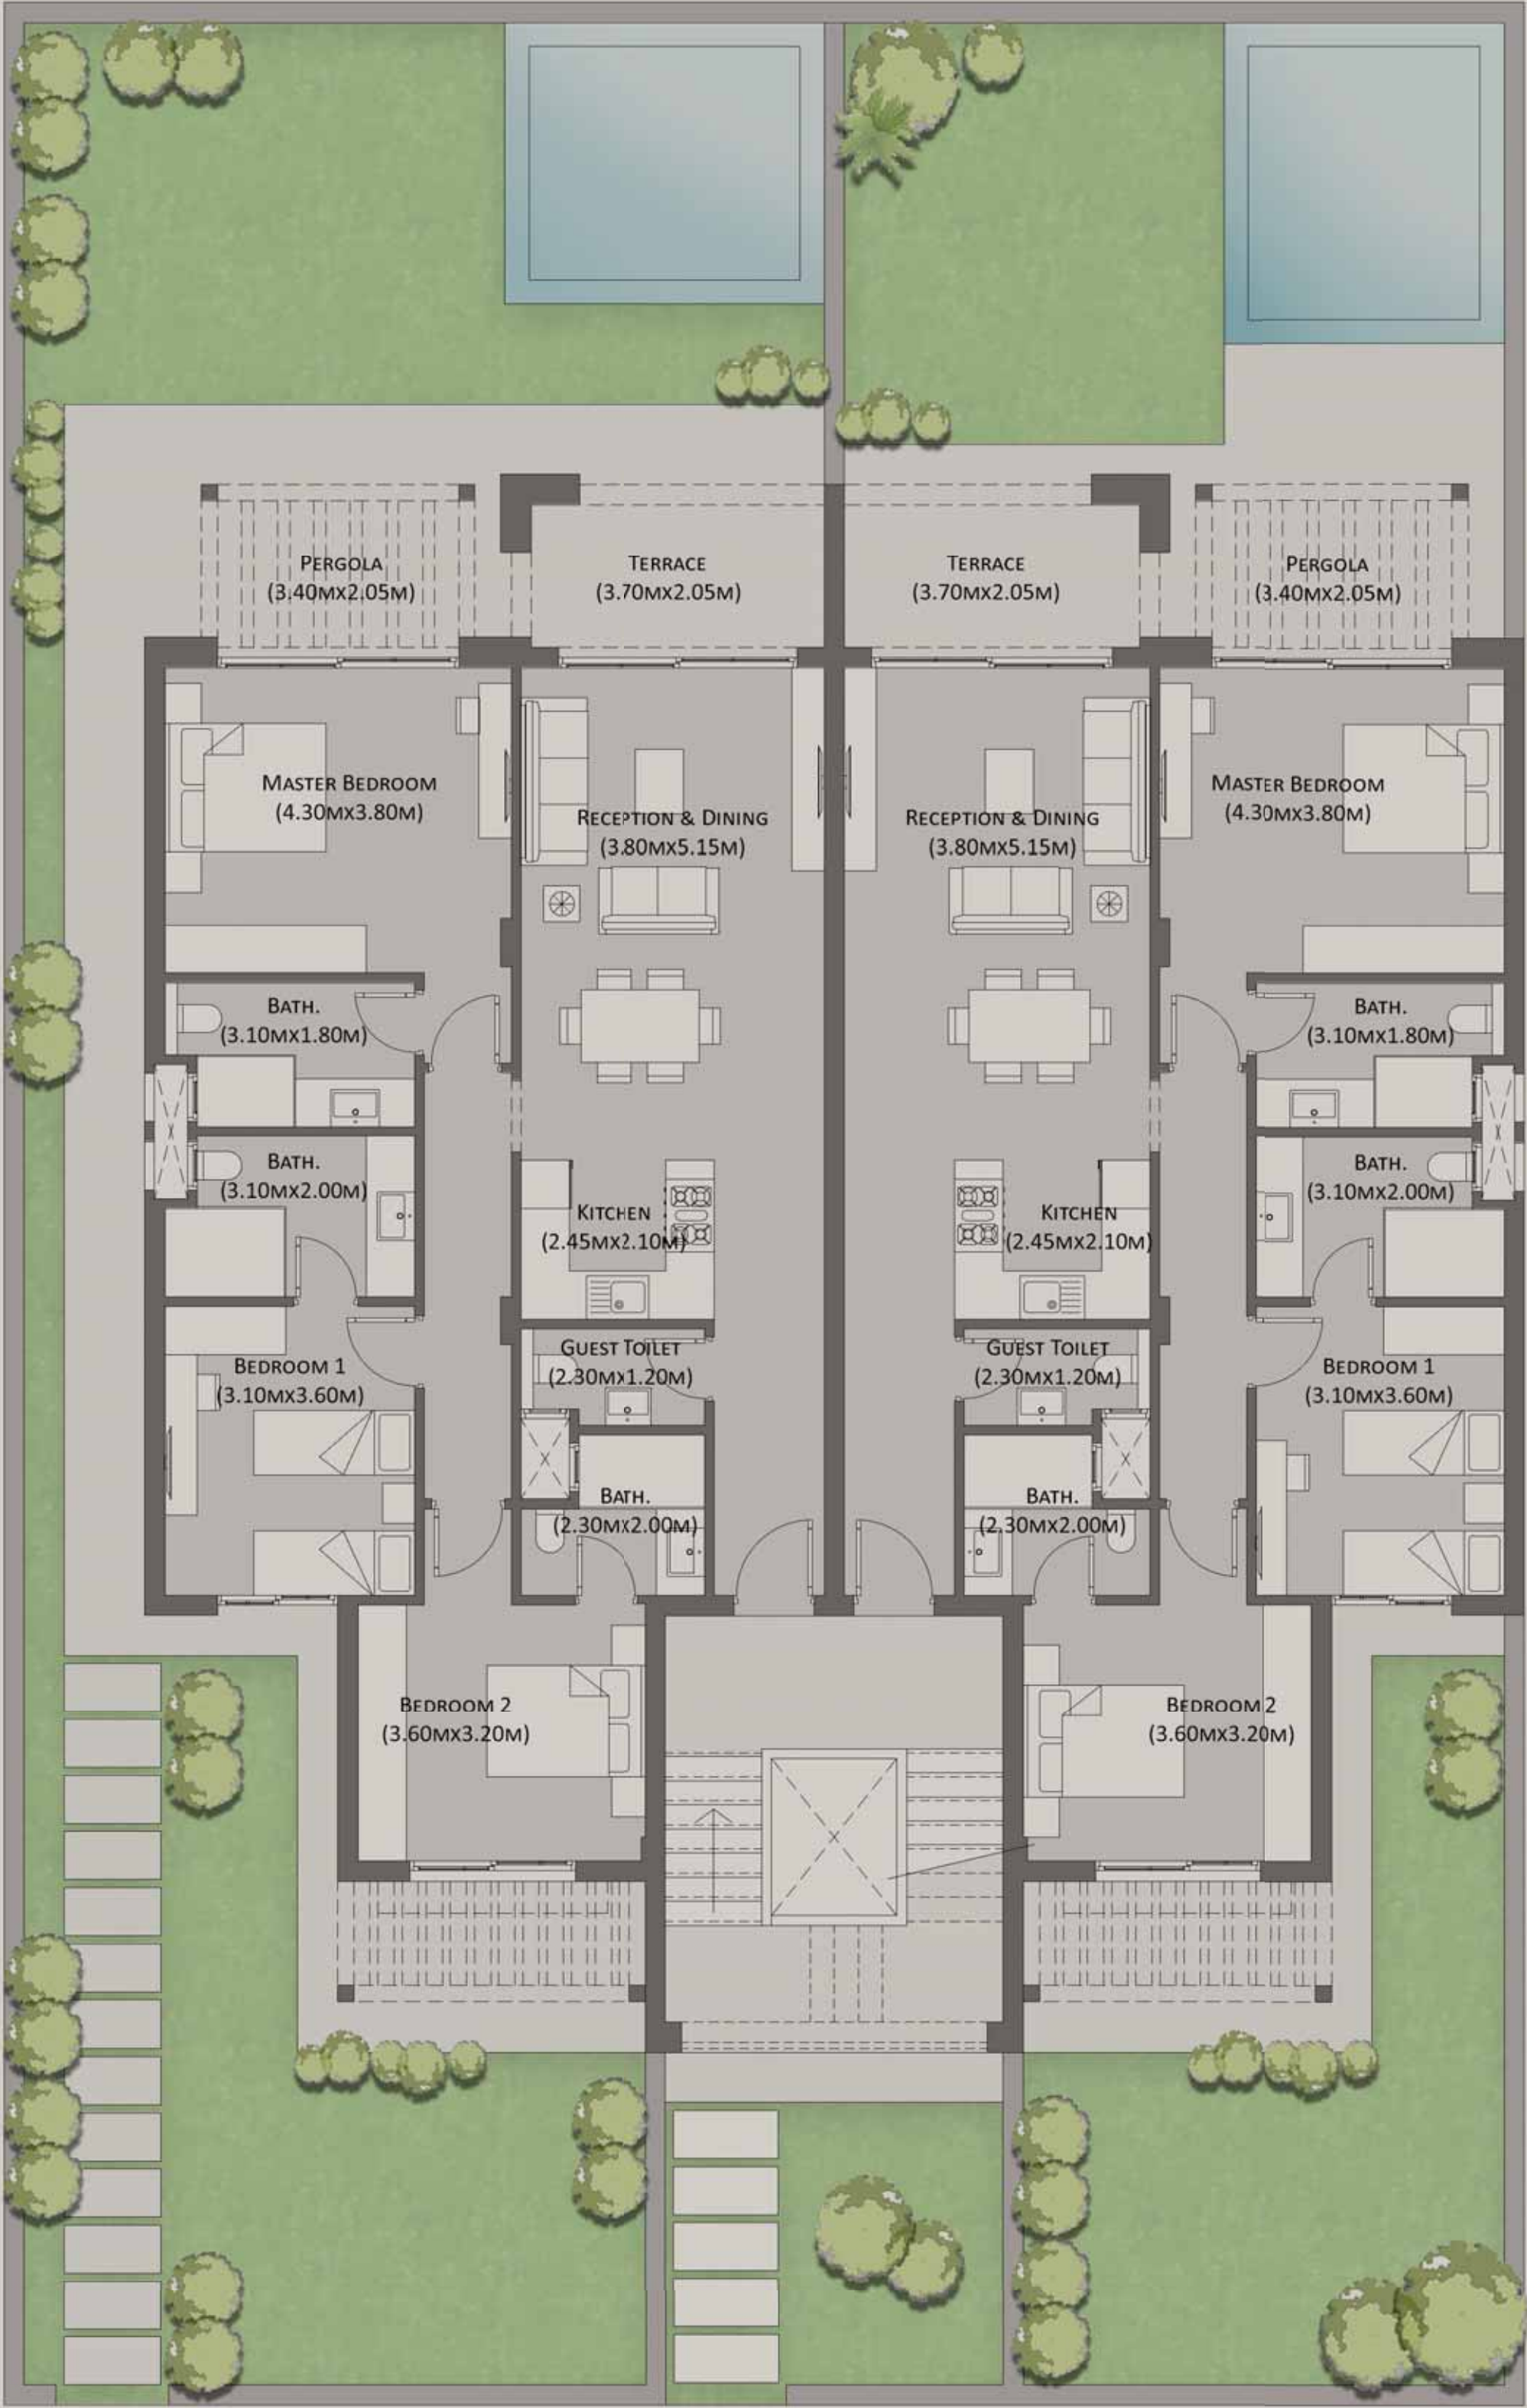 PERGOLA
(3.40MX2.05M)
TERRACE
(3.70MX2.05M)
TERRACE
(3.70MX2.05M)
PERGOLA
(3.40MX2.05M)
MASTER BEDROOM
(4.30MX3.80M)
RECEPTION & DINING
(3.80MX5.15M)
RECEPTION & DINING
(3.80MX5.15M)
MASTER BEDROOM
(4.30MX3.80M)
BATH.
(3.10MX1.80M)
BATH.
(3.10MX1.80M)
BATH.
(3.10MX2.00M)
BATH.
(3.10MX2.00M)
KITCHEN
(2.45MX2.10M)
KITCHEN
(2.45MX2.10M)
GUEST TOILET
(2.30MX1.20M)
GUEST TOILET
(2.30MX1.20M)
BEDROOM 1
(3.10MX3.60M)
BEDROOM 1
(3.10MX3.60M)
BATH.
(2.30MX2.00M)
BATH.
(2.30MX2.00M)
BEDROOM 2
(3.60MX3.20M)
BEDROOM 2
(3.60MX3.20M)